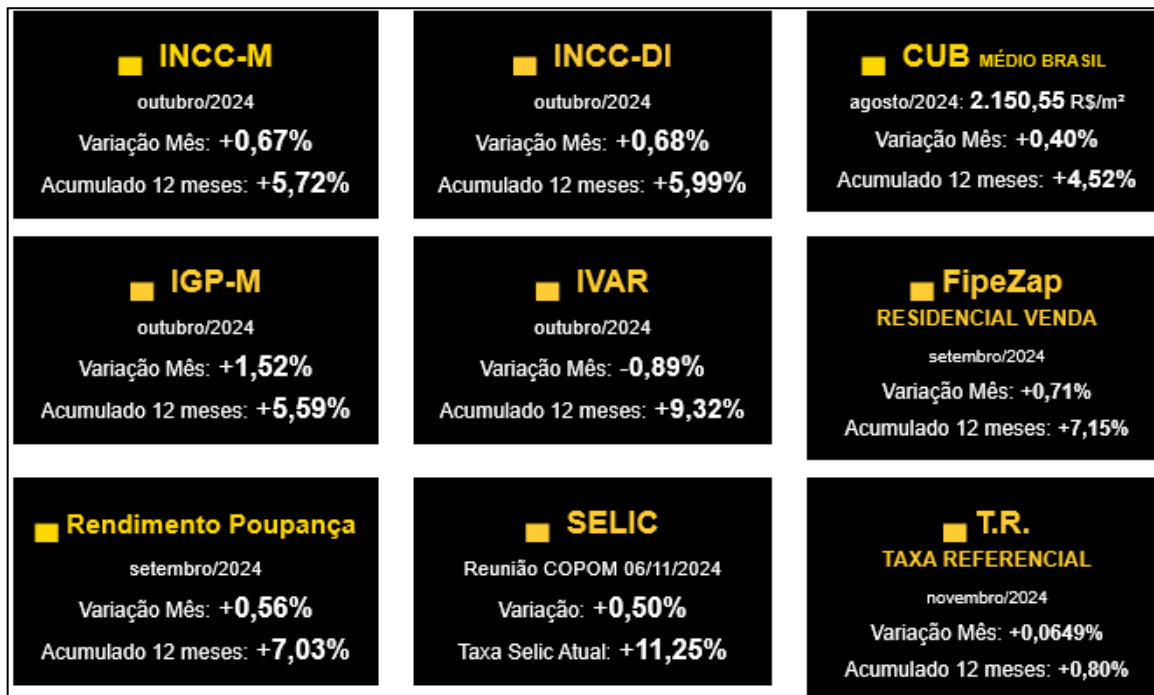 INCC-M
outubro/2024
Variação Mês: +0,67%
Acumulado 12 meses: +5,72%
INCC-DI
outubro/2024
Variação Mês: +0,68%
Acumulado 12 meses: +5,99%
CUB MÉDIO BRASIL
agosto/2024: 2.150,55 R$/m²
Variação Mês: +0,40%
Acumulado 12 meses: +4,52%
IGP-M
outubro/2024
Variação Mês: +1,52%
Acumulado 12 meses: +5,59%
IVAR
outubro/2024
Variação Mês: -0,89%
Acumulado 12 meses: +9,32%
FipeZap
RESIDENCIAL VENDA
setembro/2024
Variação Mês: +0,71%
Acumulado 12 meses: +7,15%
Rendimento Poupança
setembro/2024
Variação Mês: +0,56%
Acumulado 12 meses: +7,03%
SELIC
Reunião COPOM 06/11/2024
Variação: +0,50%
Taxa Selic Atual: +11,25%
T.R.
TAXA REFERENCIAL
novembro/2024
Variação Mês: +0,0649%
Acumulado 12 meses: +0,80%